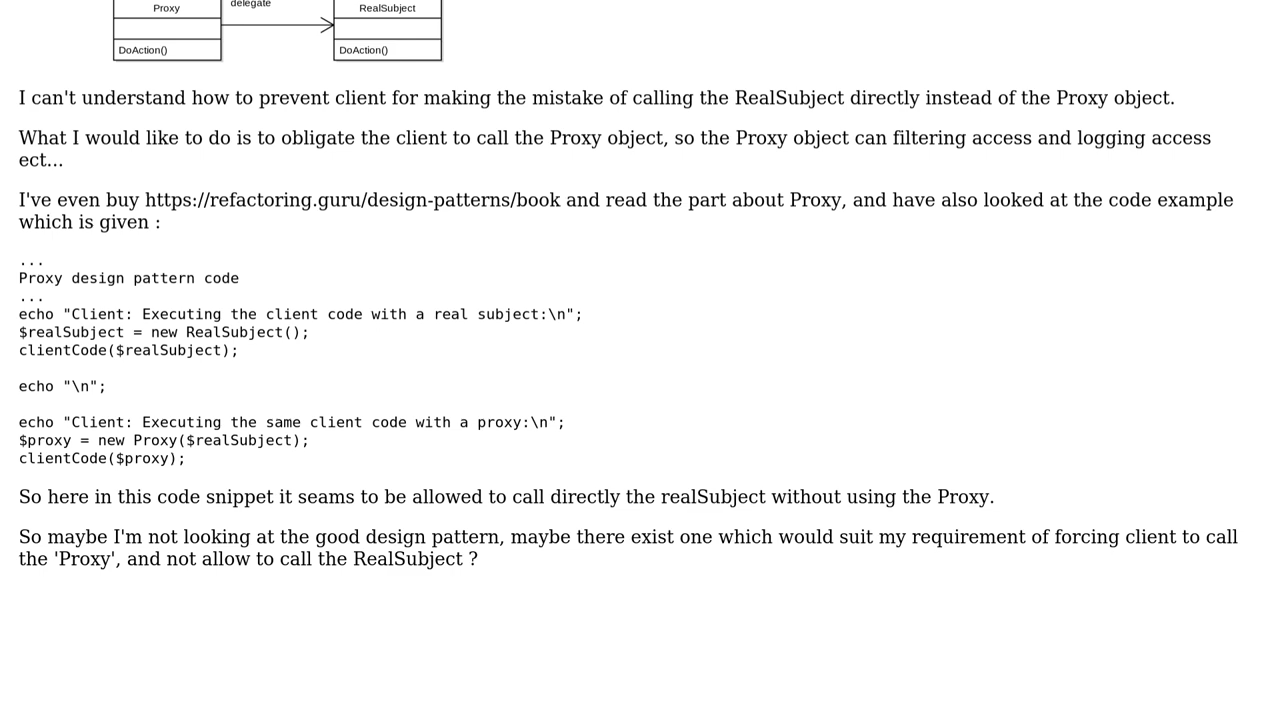 delegate
Proxy
RealSubject
DoAction()
DoAction()
I can't understand how to prevent client for making the mistake of calling the RealSubject directly instead of the Proxy object.
What I would like to do is to obligate the client to call the Proxy object, so the Proxy object can filtering access and logging access
ect...
I've even buy https://refactoring.guru/design-patterns/book and read the part about Proxy, and have also looked at the code example
which is given :
...
Proxy design pattern code
...
echo "Client: Executing the client code with a real subject:\n";
$realSubject = new RealSubject();
clientCode($realSubject);
echo "\n";
echo "Client: Executing the same client code with a proxy:\n";
$proxy = new Proxy($realSubject);
clientCode($proxy);
So here in this code snippet it seams to be allowed to call directly the realSubject without using the Proxy.
So maybe I'm not looking at the good design pattern, maybe there exist one which would suit my requirement of forcing client to call
the 'Proxy', and not allow to call the RealSubject ?